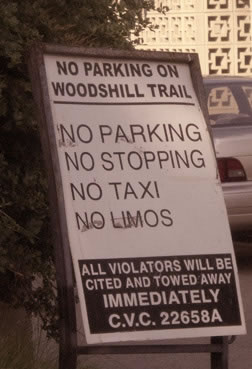 NO PARKING ON
WOODSHILL TRAIL
NO PARKING
NO STOPPING
NO TAXI
NO LIMOS
ALL VIOLATORS WILL BE
CITED AND TOWED AWAY
IMMEDIATELY
C.V.C. 22658A